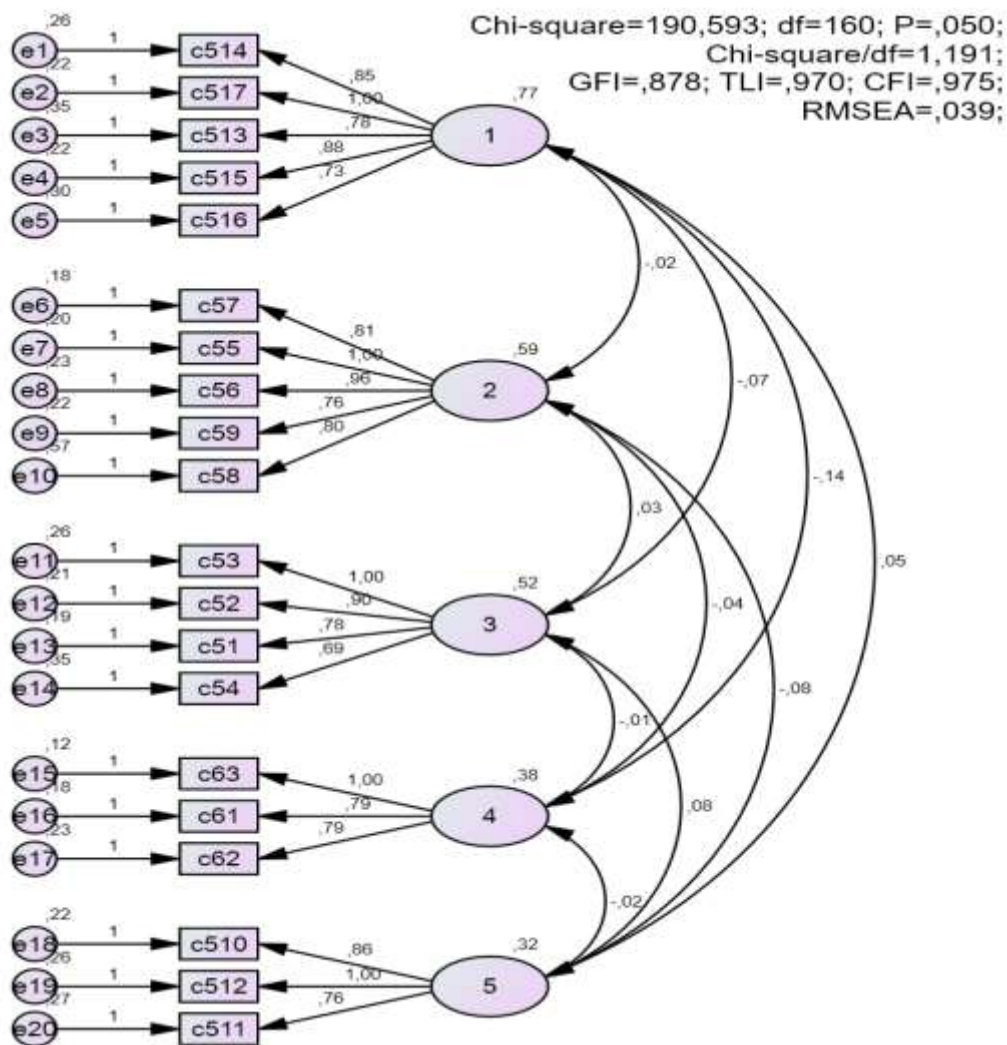 Chi-square=190,593; df=160; P=,050;
Chi-square/df=1,191;
GFI=,878; TLI=,970; CFI=,975;
RMSEA=,039;
,26
e1 1 c514 ,85
,22
e2 1 c517 1,00
,35
e3 1 c513 ,78
,22
e4 1 c515 ,88
,30
e5 1 c516 ,73
,77
1
,18
e6 1 c57 ,81
,20
e7 1 c55 1,00
,23
e8 1 c56 ,96
,22
e9 1 c59 ,76
,57
e10 1 c58 ,80
,59
2
,26
e11 1 c53 1,00
,21
e12 1 c52 ,90
,19
e13 1 c51 ,78
,35
e14 1 c54 ,69
,52
3
,12
e15 1 c63 1,00
,18
e16 1 c61 ,79
,23
e17 1 c62 ,79
,38
4
,22
e18 1 c510 ,86
,26
e19 1 c512 1,00
,27
e20 1 c511 ,76
,32
5
-,02
-,07
-,14
,05
,03
-,04
-,08
-,01
,08
-,02